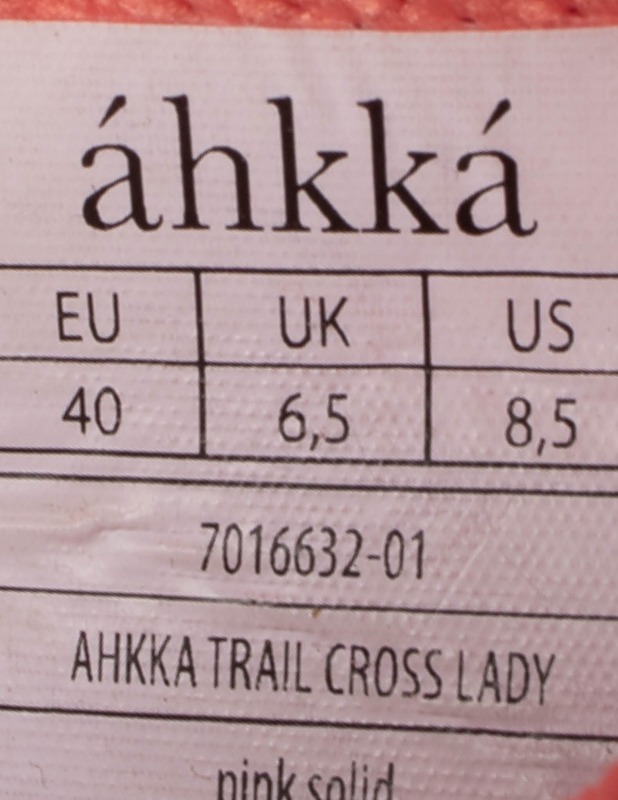 áhkká
EU UK US
40 6,5 8,5
7016632-01
AHKKA TRAIL CROSS LADY
pink solid